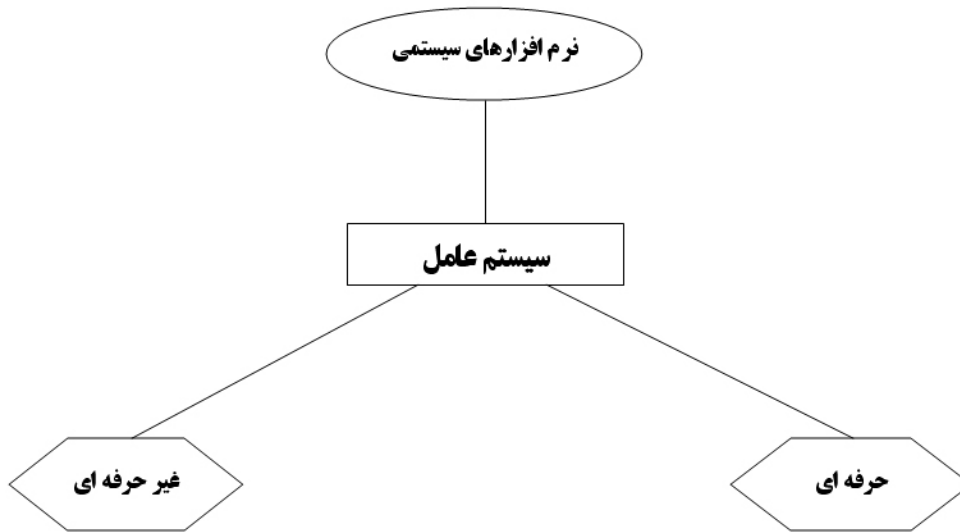 نرم افزارهای سیستمی
سیستم عامل
حرفه ای
غیر حرفه ای